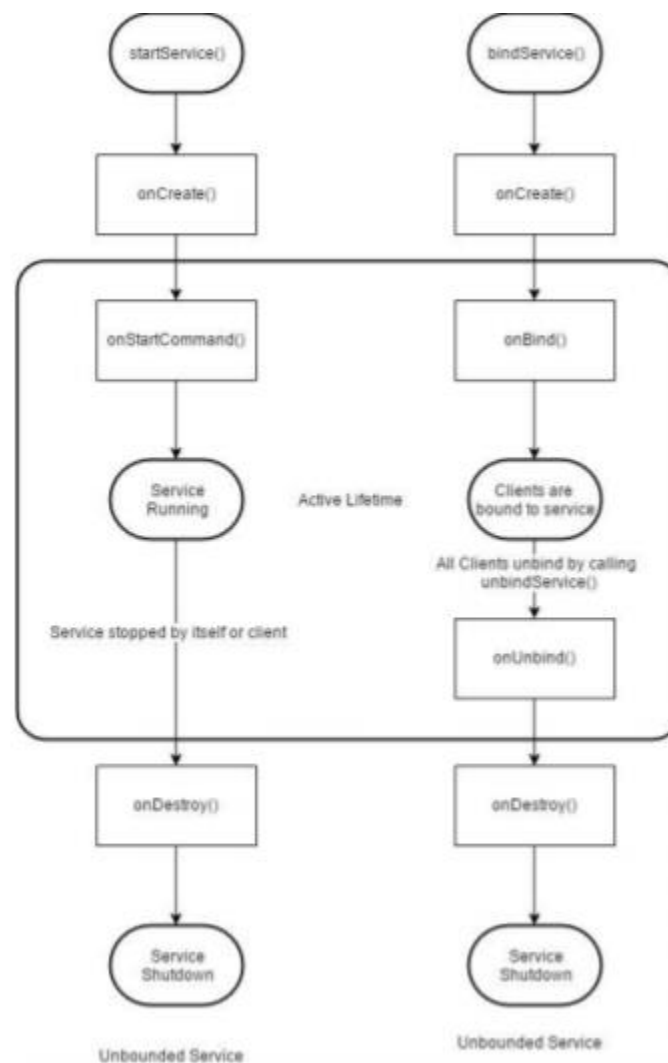 startService()
bindService()
onCreate()
onCreate()
onStartCommand()
onBind()
Service
Running
Active Lifetime
Clients are
bound to service
All Clients unbind by calling
unbindService()
Service stopped by itself or client
onUnbind()
onDestroy()
onDestroy()
Service
Shutdown
Service
Shutdown
Unbounded Service
Unbounded Service